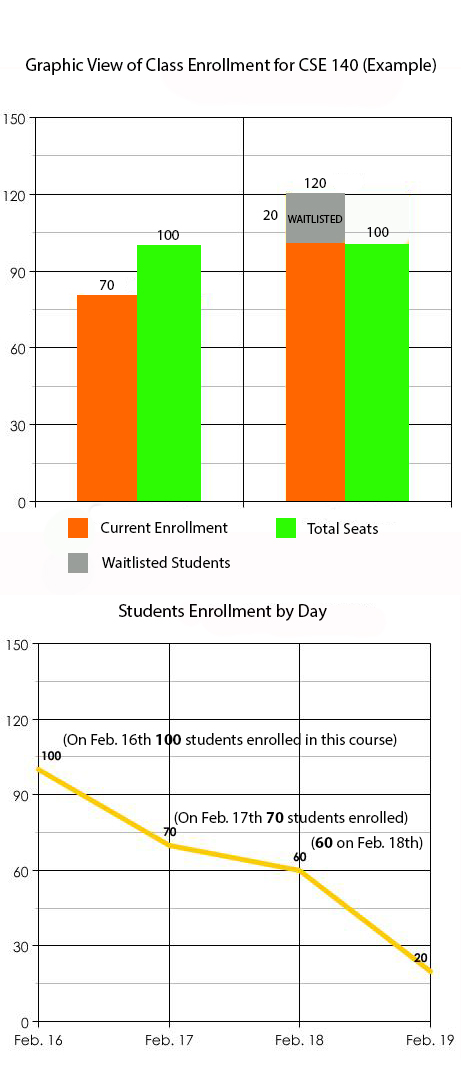 Graphic View of Class Enrollment for CSE 140 (Example)
150
120
120
20 WAITLISTED
100
100
90
70
60
30
0
Current Enrollment
Total Seats
Waitlisted Students
Students Enrollment by Day
150
120
(On Feb. 16th 100 students enrolled in this course)
100
90
(On Feb. 17th 70 students enrolled)
70
(60 on Feb. 18th)
60
60
30
20
0
Feb. 16 Feb. 17 Feb. 18 Feb. 19